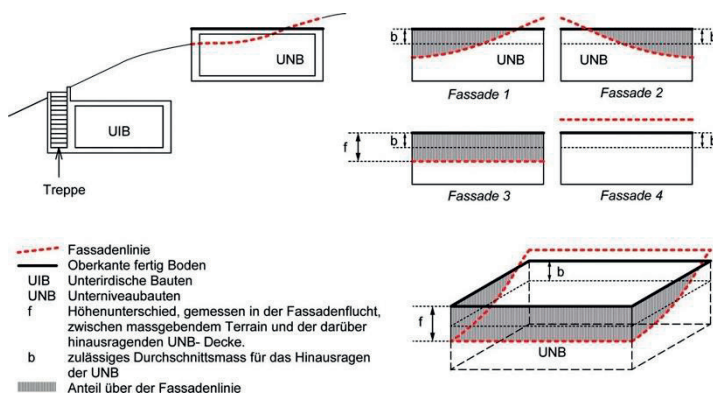 UNB
UIB
Treppe
b
UNB
Fassade 1
UNB
b
Fassade 2
f
b
Fassade 3
b
Fassade 4
Fassadenlinie
Oberkante fertig Boden
UIB Unterirdische Bauten
UNB Unterniveaubauten
f Höhenunterschied, gemessen in der Fassadenflucht,
zwischen massgebendem Terrain und der darüber
hinausragenden UNB- Decke.
b zulässiges Durchschnittsmass für das Hinausragen
der UNB
Anteil über der Fassadenlinie
b
f
UNB